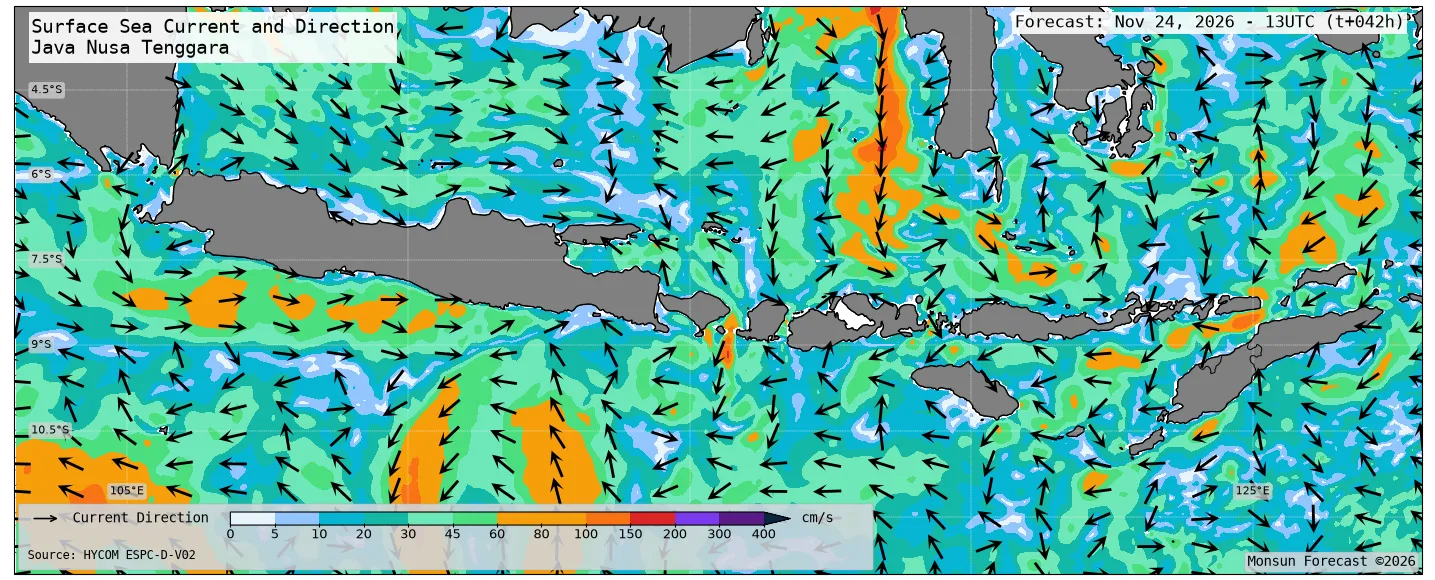 Surface Sea Current and Direction
Java Nusa Tenggara
Forecast: Nov 24, 2026 - 13UTC (t+042h)
4.5°S
6°S
7.5°S
9°S
10.5°S
105°E
125°E
Current Direction
0 5 10 20 30 45 60 80 100 150 200 300 400 cm/s
Source: HYCOM ESPC-D-V02
Monsun Forecast ©2026